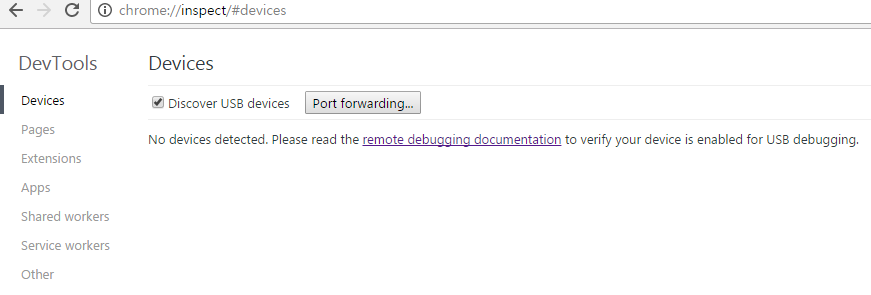 chrome://inspect/#devices
DevTools
Devices
Devices
Pages
Extensions
Apps
Shared workers
Service workers
Other
Discover USB devices Port forwarding...
No devices detected. Please read the remote debugging documentation to verify your device is enabled for USB debugging.